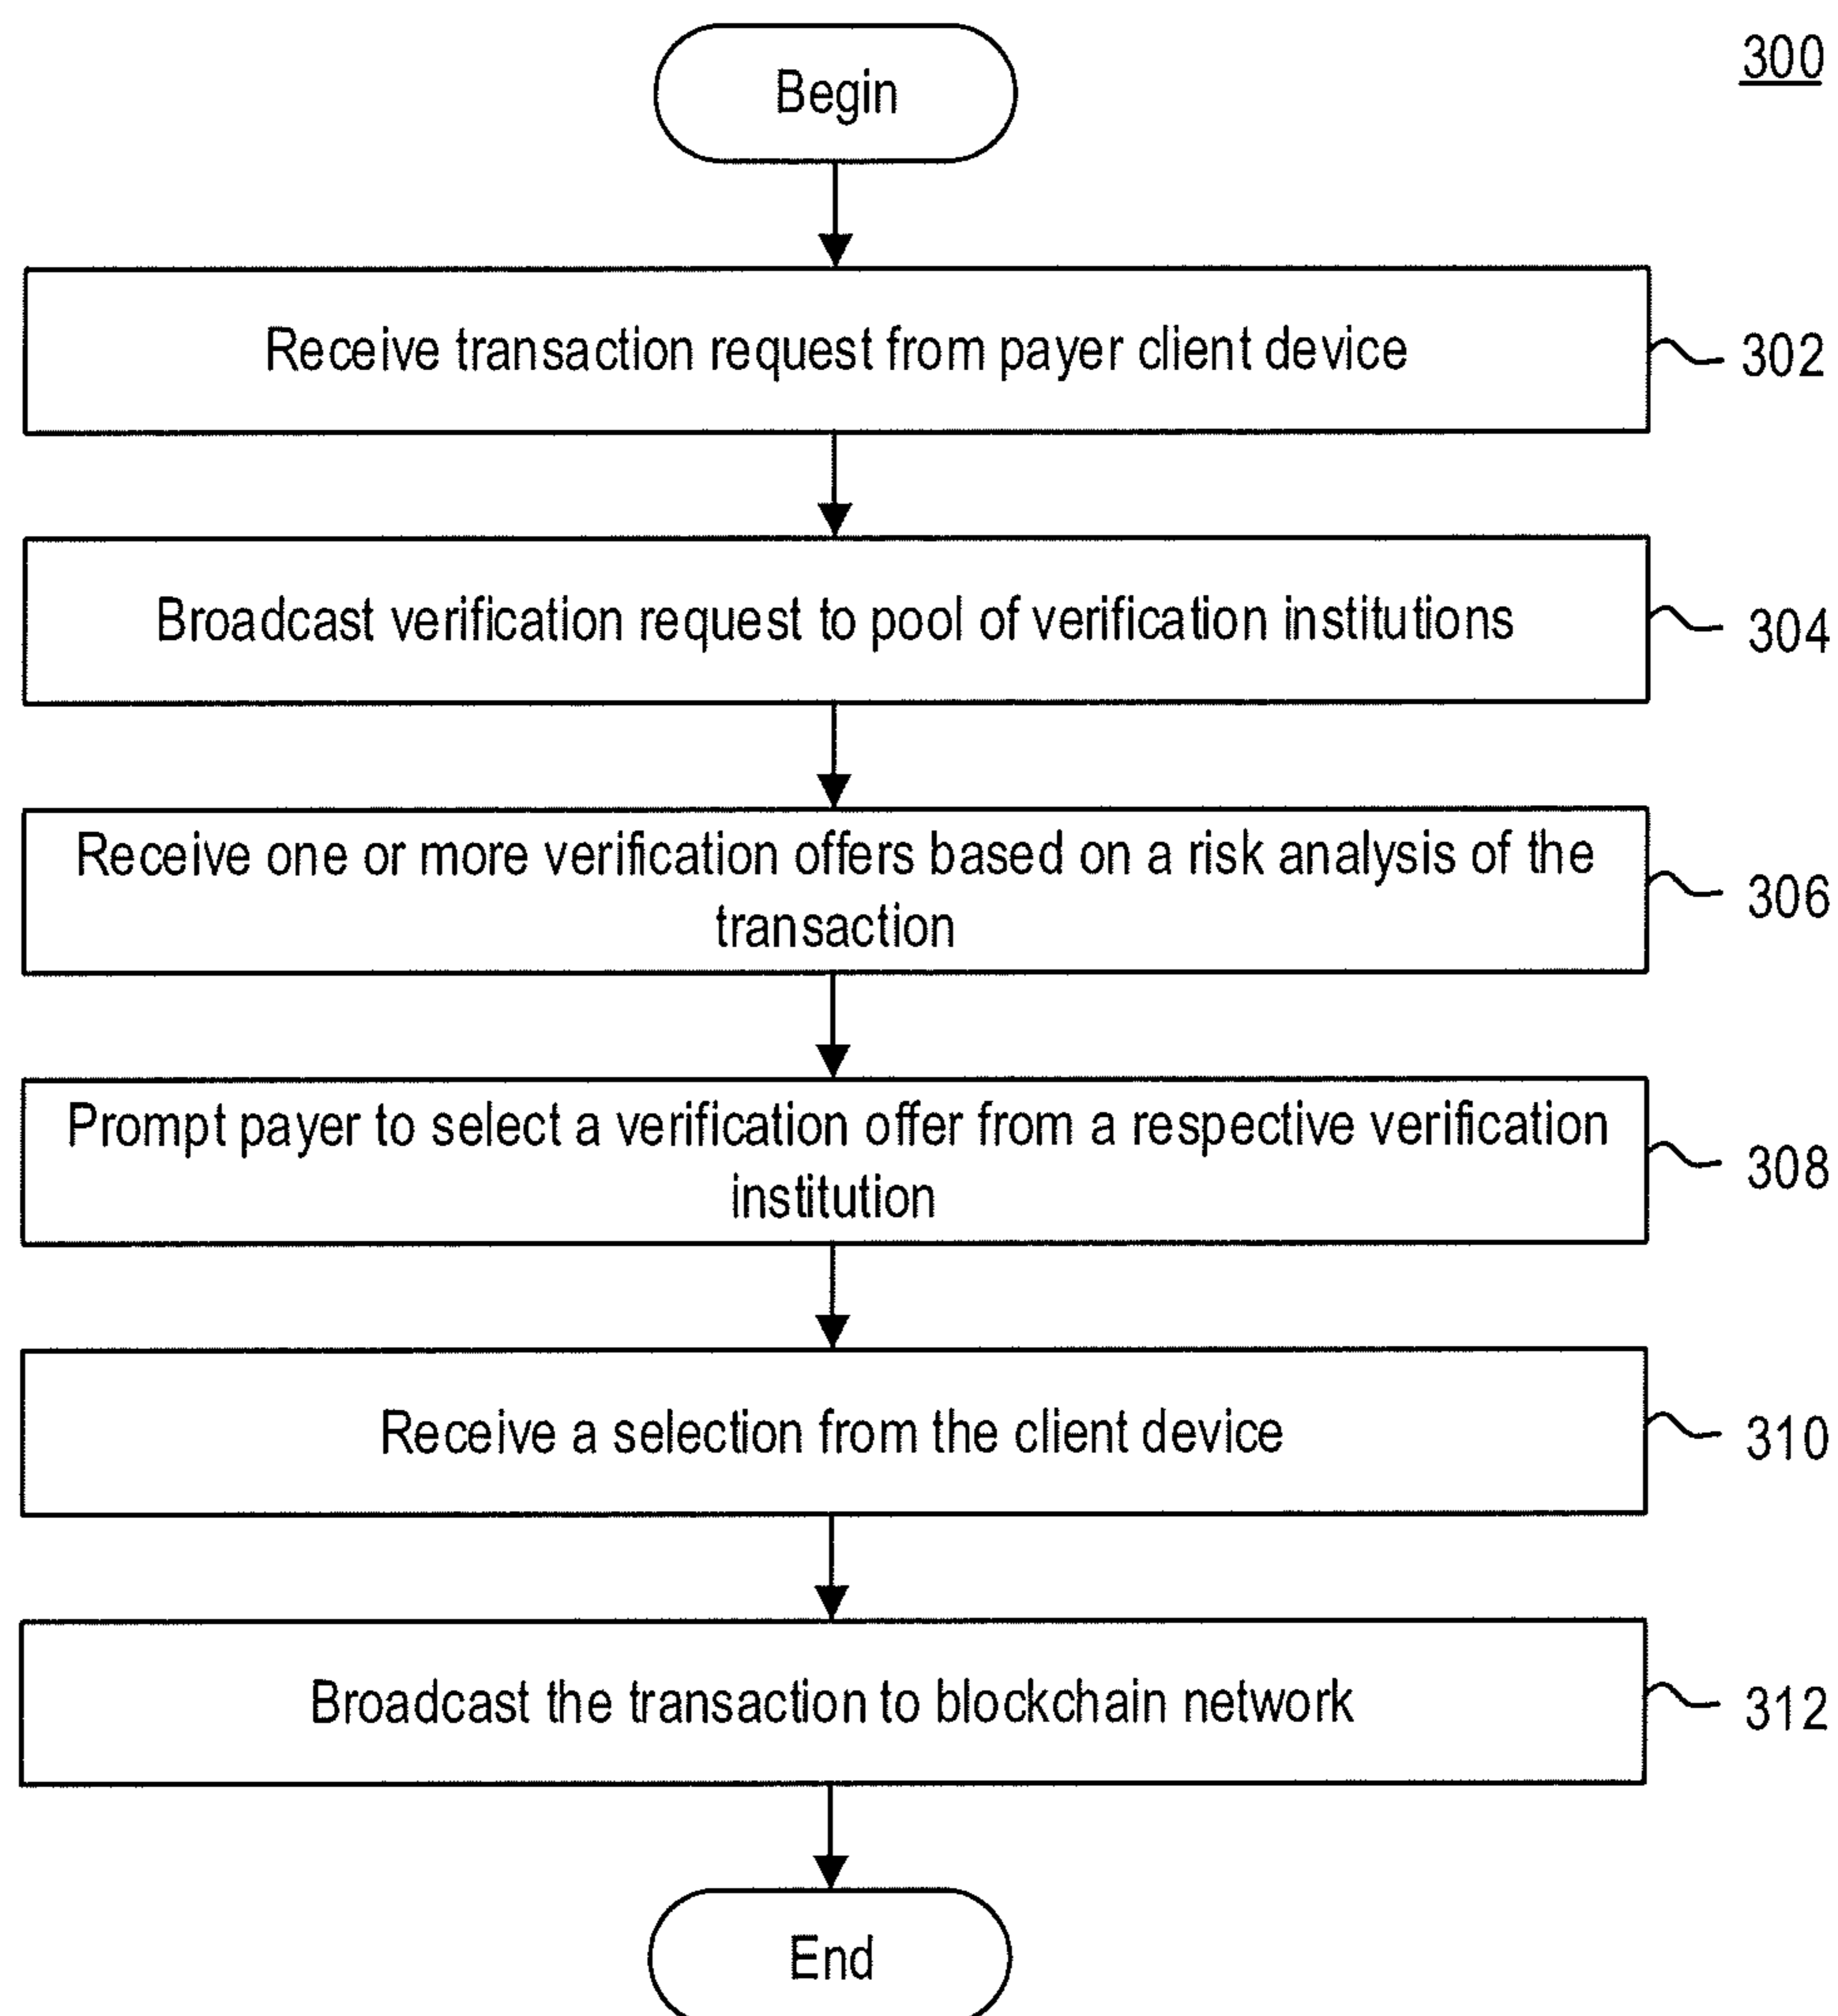 300
Begin
Receive transaction request from payer client device
302
Broadcast verification request to pool of verification institutions
304
Receive one or more verification offers based on a risk analysis of the
transaction
306
Prompt payer to select a verification offer from a respective verification
institution
308
Receive a selection from the client device
310
Broadcast the transaction to blockchain network
312
End